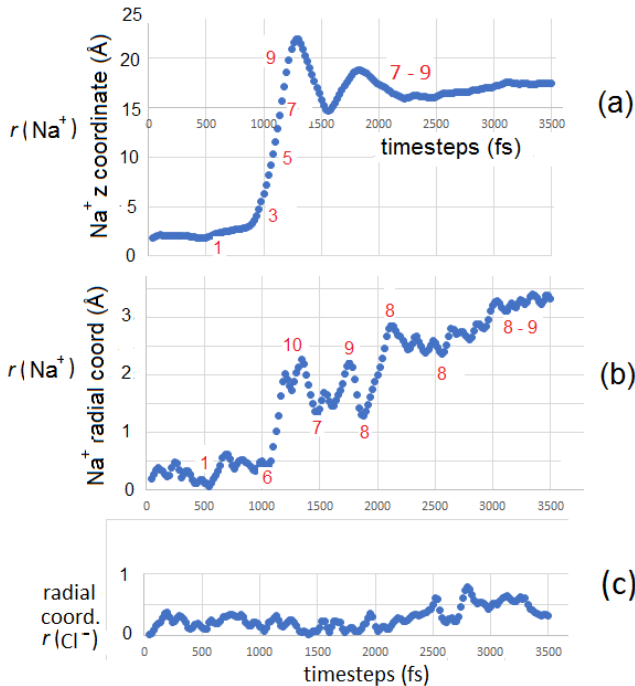 25
20
15
10
5
0
r (Na⁺)
Na⁺ z coordinate (Å)
9
7
5
3
1
7 - 9
0 500 1000 1500 2000 2500 3000 3500
timesteps (fs)
(a)
3
2
1
0
r (Na⁺)
Na⁺ radial coord (Å)
1
6
10
7
9
8
8
8
8 - 9
0 500 1000 1500 2000 2500 3000 3500
(b)
1
0
radial
coord.
r (Cl⁻)
0 500 1000 1500 2000 2500 3000 3500
timesteps (fs)
(c)